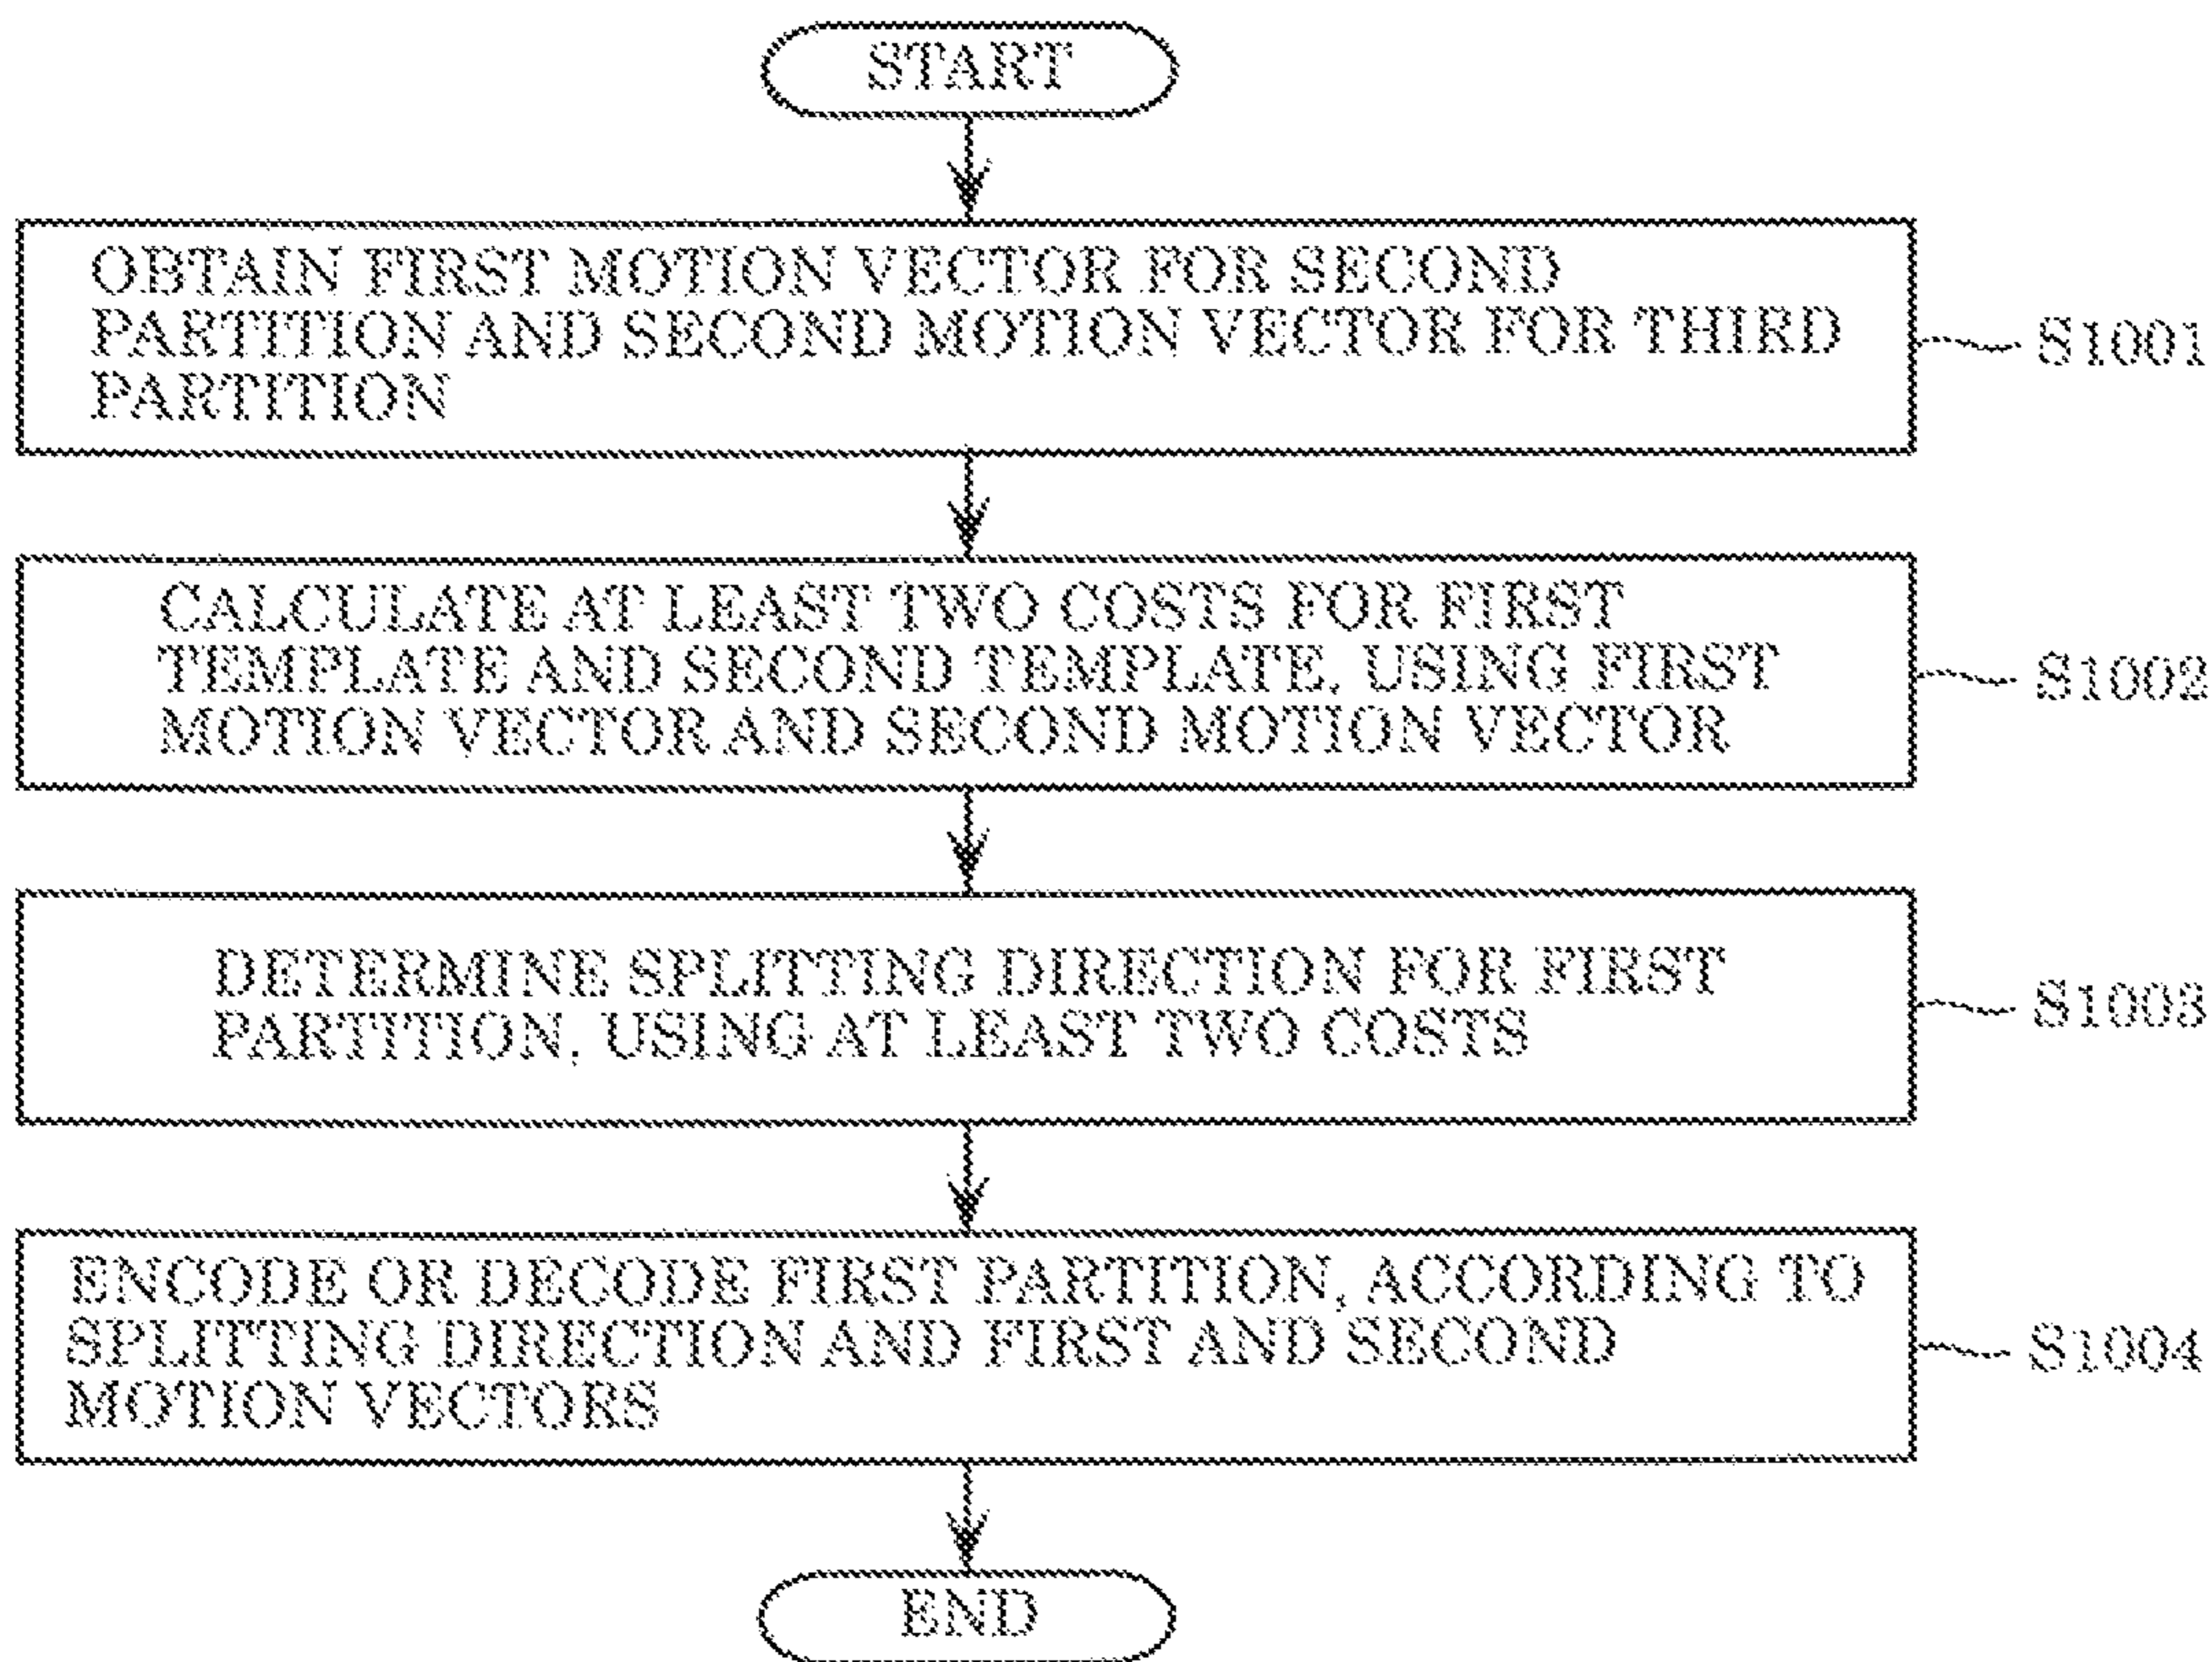 START
OBTAIN FIRST MOTION VECTOR FOR SECOND
PARTITION AND SECOND MOTION VECTOR FOR THIRD
PARTITION
S1001
CALCULATE AT LEAST TWO COSTS FOR FIRST
TEMPLATE AND SECOND TEMPLATE, USING FIRST
MOTION VECTOR AND SECOND MOTION VECTOR
S1002
DETERMINE SPLITTING DIRECTION FOR FIRST
PARTITION, USING AT LEAST TWO COSTS
S1003
ENCODE OR DECODE FIRST PARTITION, ACCORDING TO
SPLITTING DIRECTION AND FIRST AND SECOND
MOTION VECTORS
S1004
END